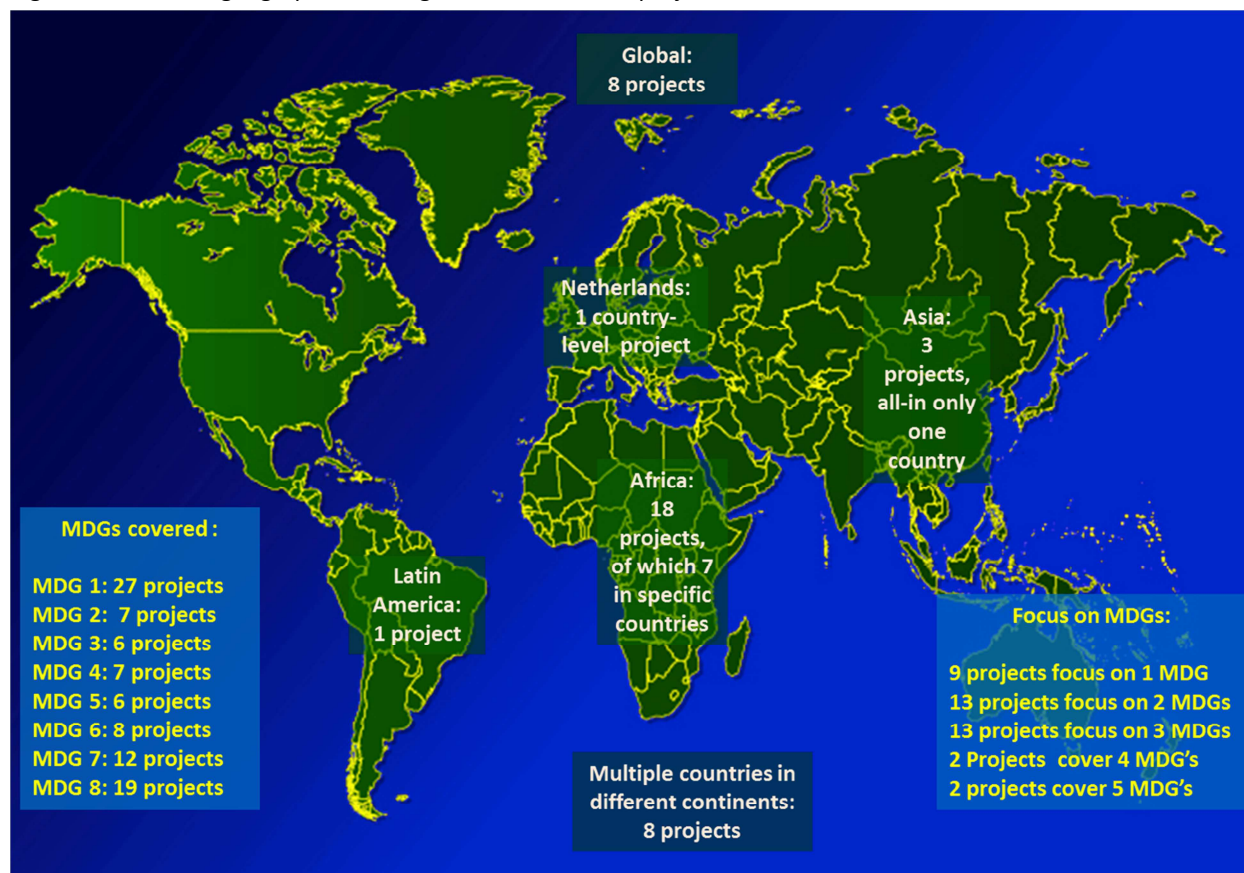 Global:
8 projects
Netherlands:
1 country-
level project
Asia:
3
projects,
all-in only
one
country
Africa:
18
projects,
of which 7
in specific
countries
MDGs covered :
MDG 1: 27 projects
MDG 2: 7 projects
MDG 3: 6 projects
MDG 4: 7 projects
MDG 5: 6 projects
MDG 6: 8 projects
MDG 7: 12 projects
MDG 8: 19 projects
Latin
America:
1 project
Focus on MDGs:
9 projects focus on 1 MDG
13 projects focus on 2 MDGs
13 projects focus on 3 MDGs
2 Projects cover 4 MDG’s
2 projects cover 5 MDG’s
Multiple countries in
different continents:
8 projects